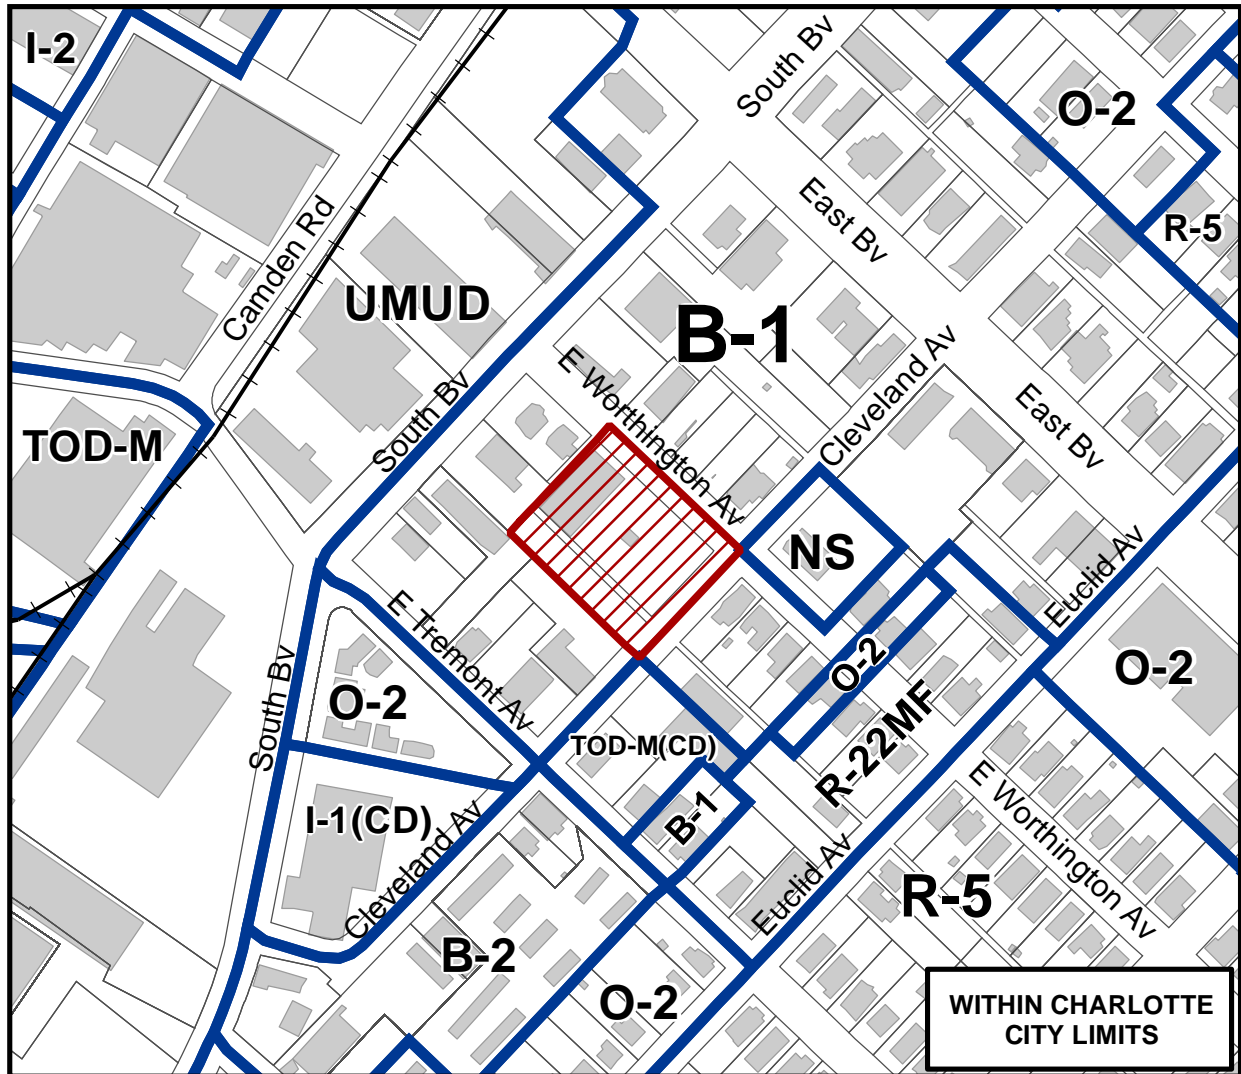 I-2
South Bv
O-2
East Bv
R-5
Camden Rd
UMUD
B-1
E Worthington Av
Cleveland Av
South Bv
East Bv
TOD-M
NS
Euclid Av
E Tremont Av
O-2
O-2
South Bv
O-2
R-22MF
TOD-M(CD)
I-1(CD)
B-1
E Worthington Av
Cleveland Av
Euclid Av
R-5
B-2
O-2
WITHIN CHARLOTTE
CITY LIMITS